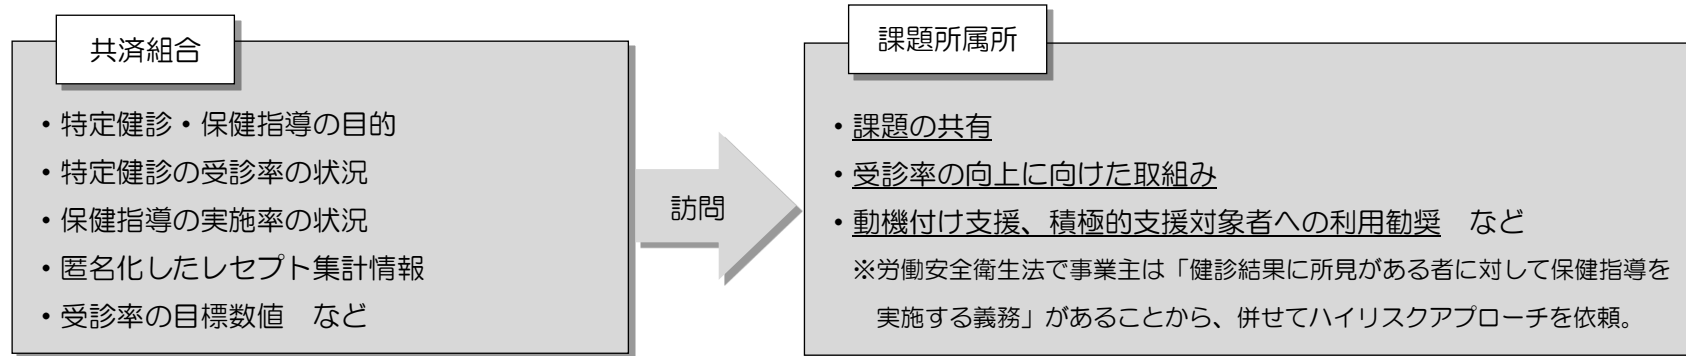 共済組合
・特定健診・保健指導の目的
・特定健診の受診率の状況
・保健指導の実施率の状況
・匿名化したレセプト集計情報
・受診率の目標数値　など
訪問
課題所属所
・課題の共有
・受診率の向上に向けた取組み
・動機付け支援、積極的支援対象者への利用勧奨　など
※労働安全衛生法で事業主は「健診結果に所見がある者に対して保健指導を
実施する義務」があることから、併せてハイリスクアプローチを依頼。